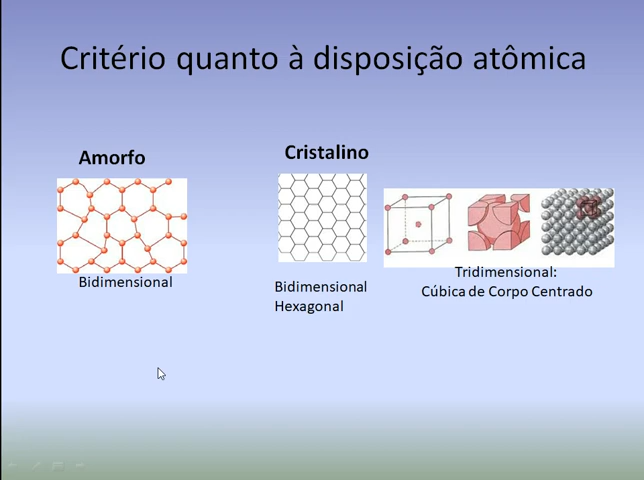 Critério quanto à disposição atômica
Amorfo
Bidimensional
Cristalino
Bidimensional
Hexagonal
Tridimensional:
Cúbica de Corpo Centrado